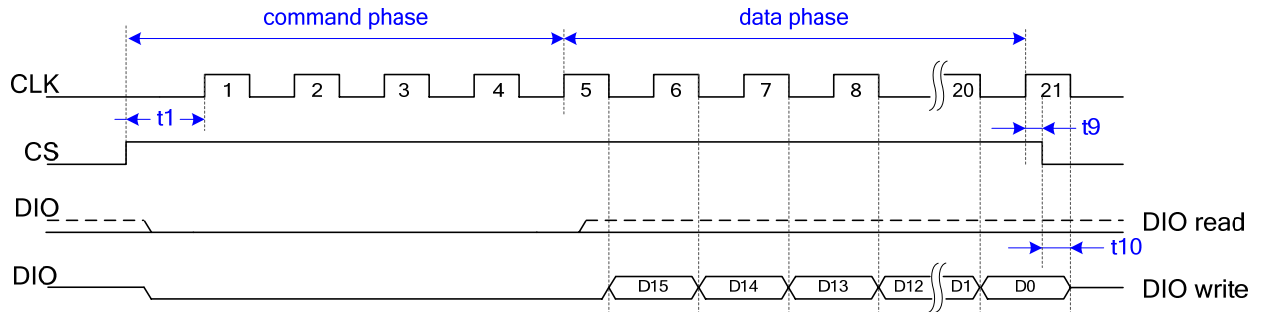 command phase data phase
CLK 1 2 3 4 5 6 7 8 20 21
t1 t9
CS
DIO DIO read
t10
DIO D15 D14 D13 D12 D1 D0 DIO write